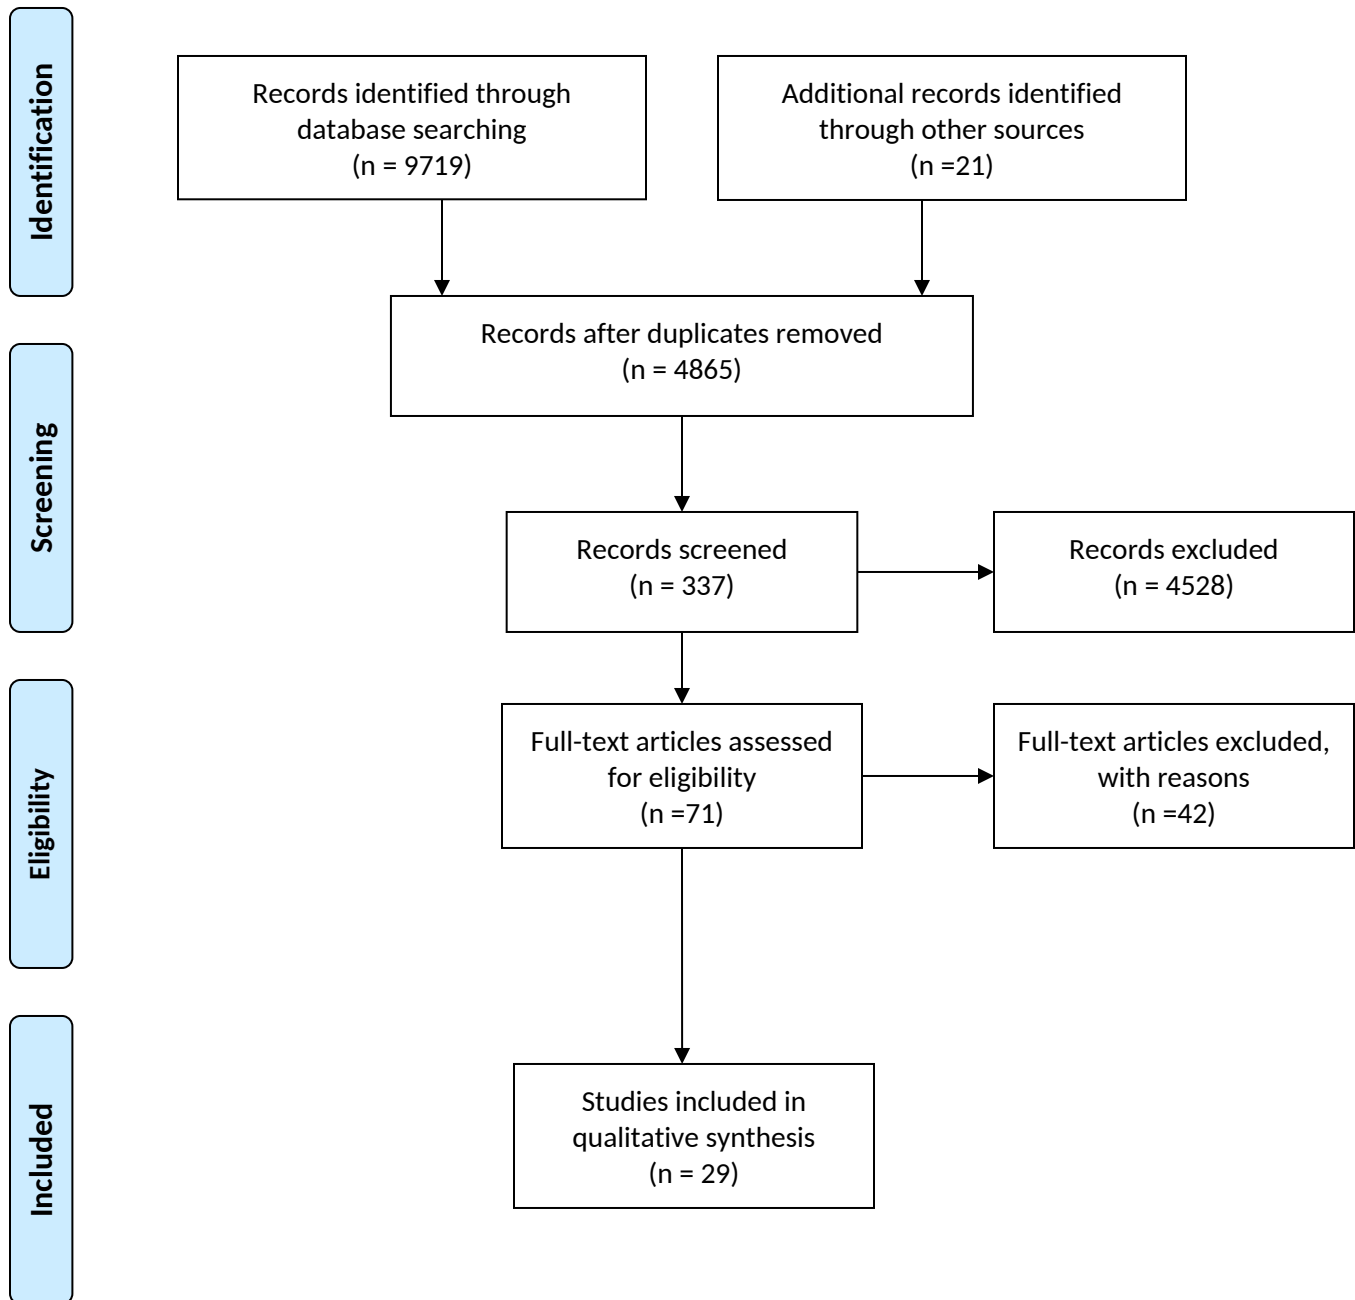 Identification
Records identified through
database searching
(n = 9719)
Additional records identified
through other sources
(n =21)
Records after duplicates removed
(n = 4865)
Screening
Records screened
(n = 337)
Records excluded
(n = 4528)
Eligibility
Full-text articles assessed
for eligibility
(n =71)
Full-text articles excluded,
with reasons
(n =42)
Included
Studies included in
qualitative synthesis
(n = 29)